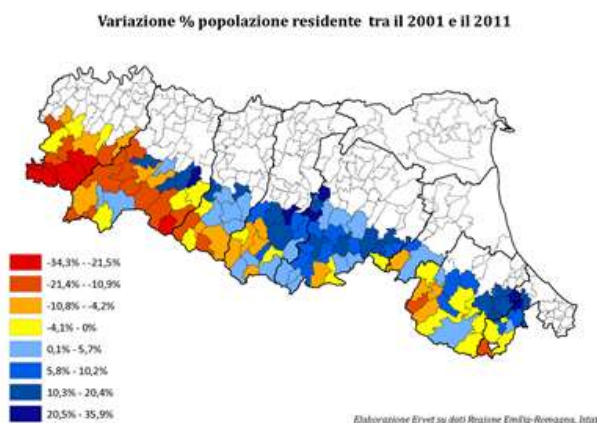 Variazione % popolazione residente tra il 2001 e il 2011
-34,3% - -21,5%
-21,4% - -10,9%
-10,8% - -4,2%
-4,1% - 0%
0,1% - 5,7%
5,8% - 10,2%
10,3% - 20,4%
20,5% - 35,9%
Elaborazione Ervet su dati Regione Emilia-Romagna, Istat